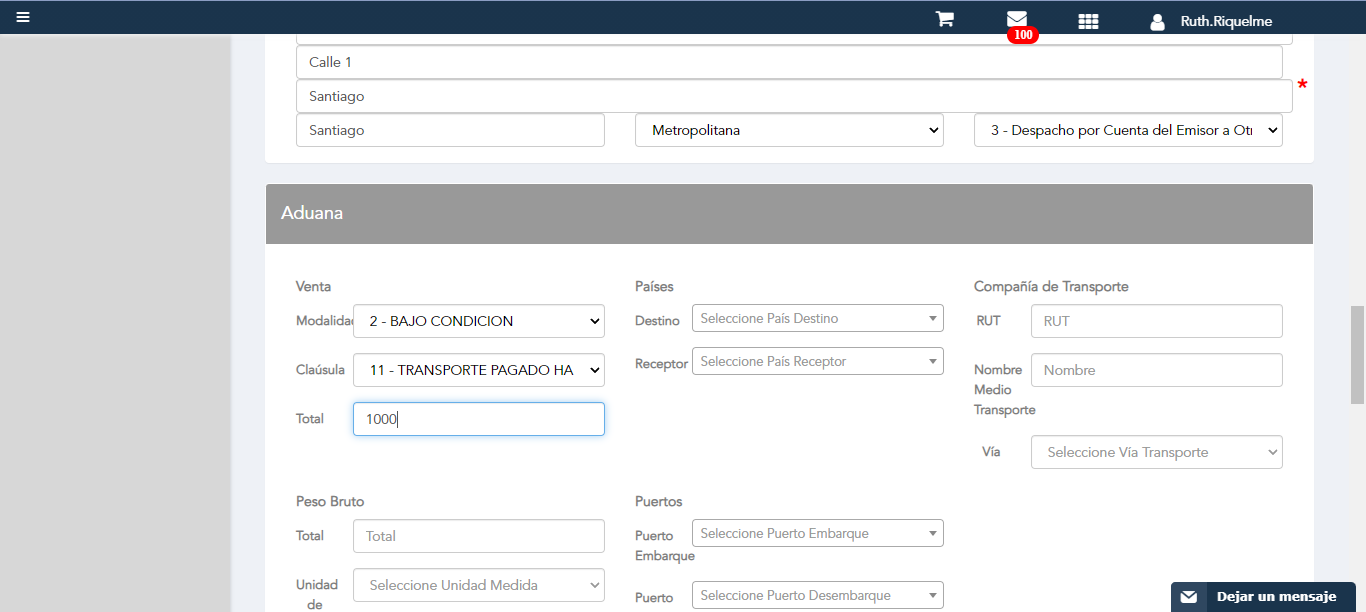 Ruth.Riquelme
100
Calle 1
Santiago
*
Santiago
Metropolitana
3 - Despacho por Cuenta del Emisor a Otr
Aduana
Venta
Modalidad
2 - BAJO CONDICION
Claúsula
11 - TRANSPORTE PAGADO HA
Total
1000
Países
Destino
Seleccione País Destino
Receptor
Seleccione País Receptor
Compañía de Transporte
RUT
RUT
Nombre
Medio
Transporte
Nombre
Vía
Seleccione Vía Transporte
Peso Bruto
Total
Total
Unidad
de
Seleccione Unidad Medida
Puertos
Puerto
Embarque
Seleccione Puerto Embarque
Puerto
Seleccione Puerto Desembarque
Dejar un mensaje